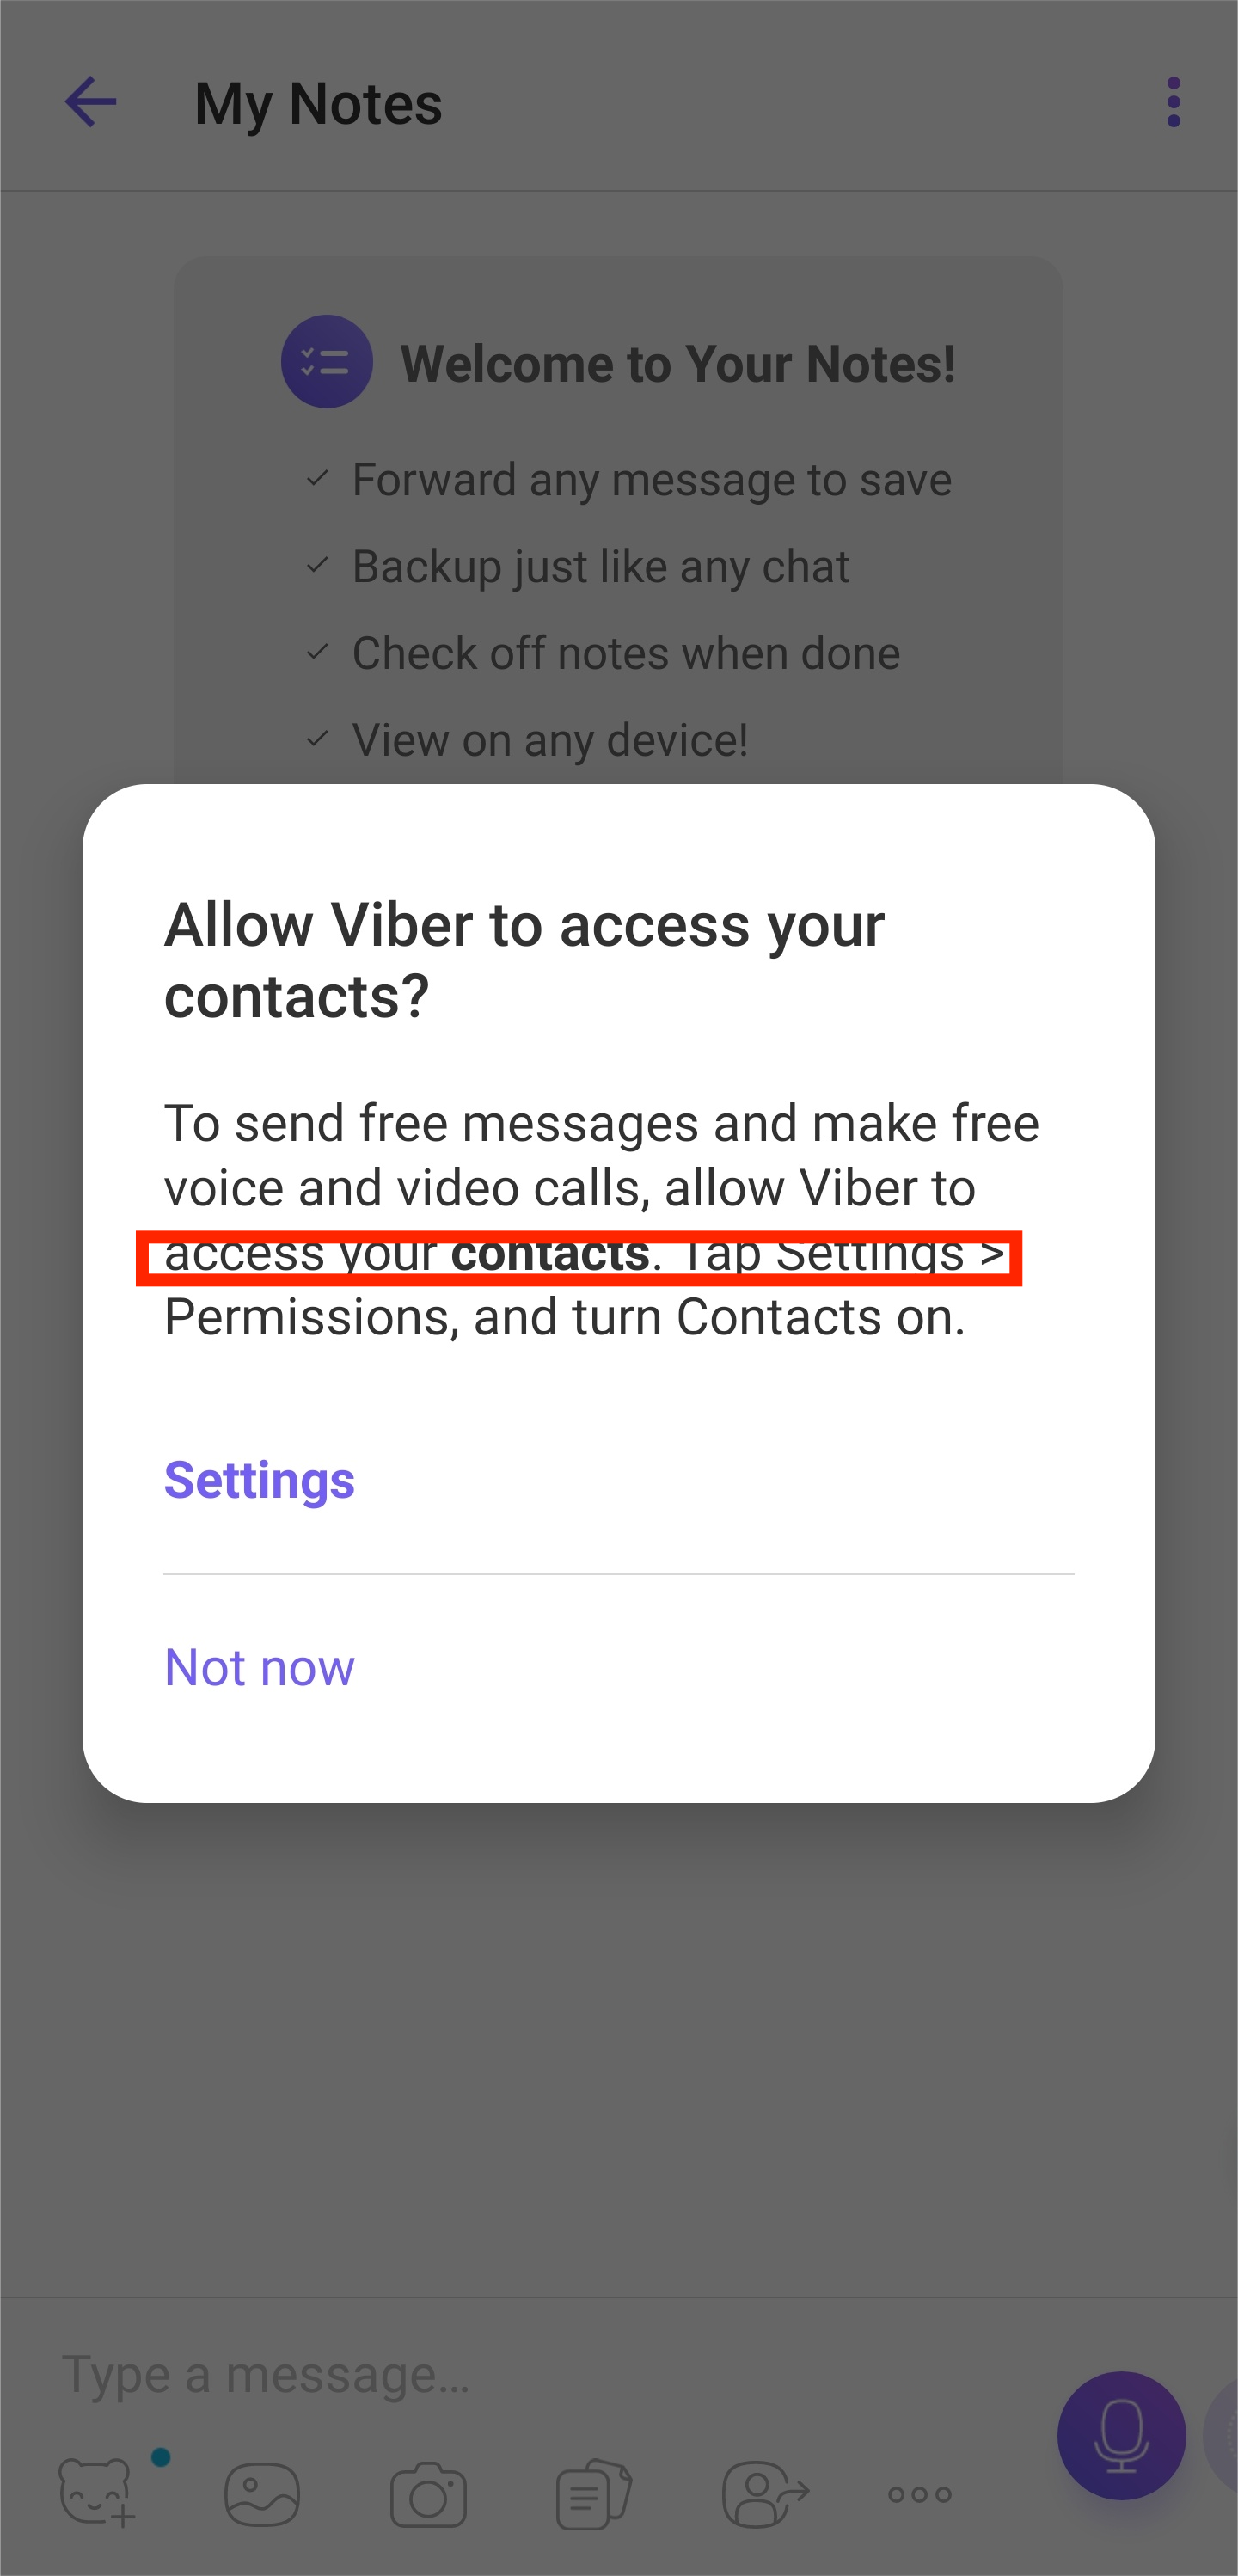 My Notes
Welcome to Your Notes!
Forward any message to save
Backup just like any chat
Check off notes when done
View on any device!
Allow Viber to access your
contacts?
To send free messages and make free
voice and video calls, allow Viber to
access your contacts. Tap Settings >
Permissions, and turn Contacts on.
Settings
Not now
Type a message...